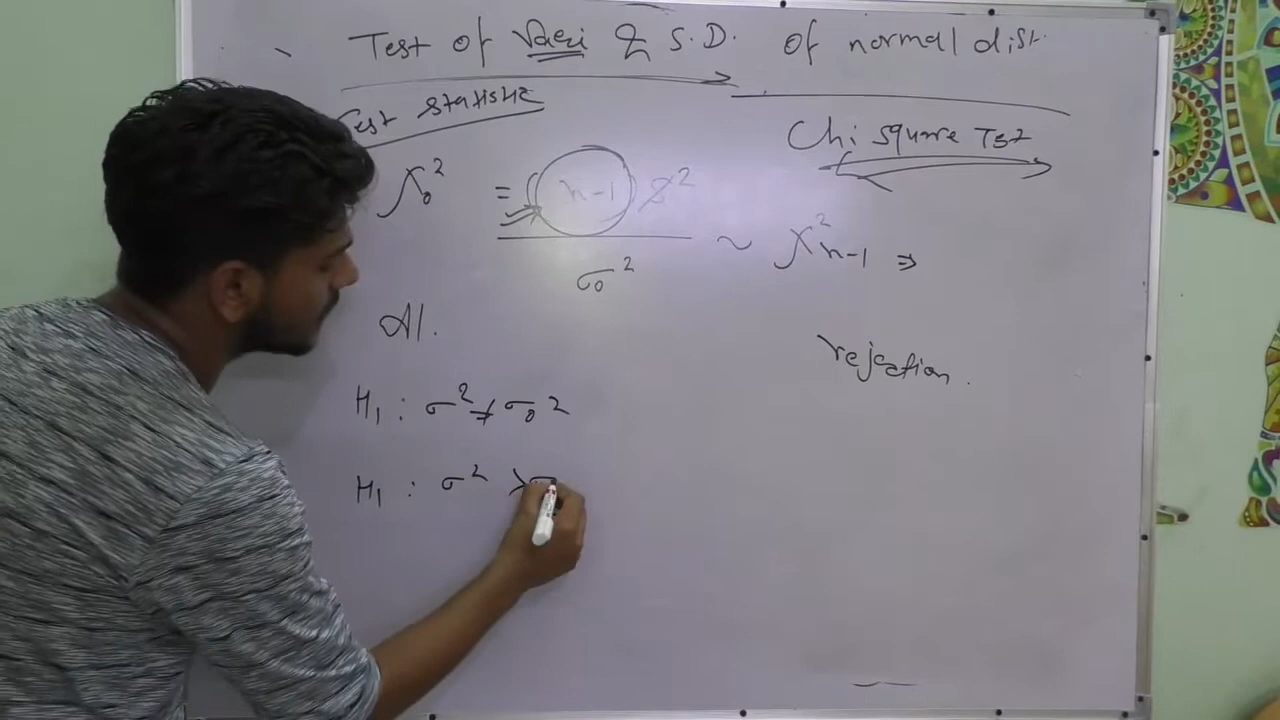 Test of Vari & S.D. of normal dist.
Test statistic
Chi square Test
χ₀² = (n-1) s²
σ₀² ~ χ²n-1 ⇒
Al.
rejection.
H₁ : σ² ≠ σ₀²
H₁ : σ² > σ